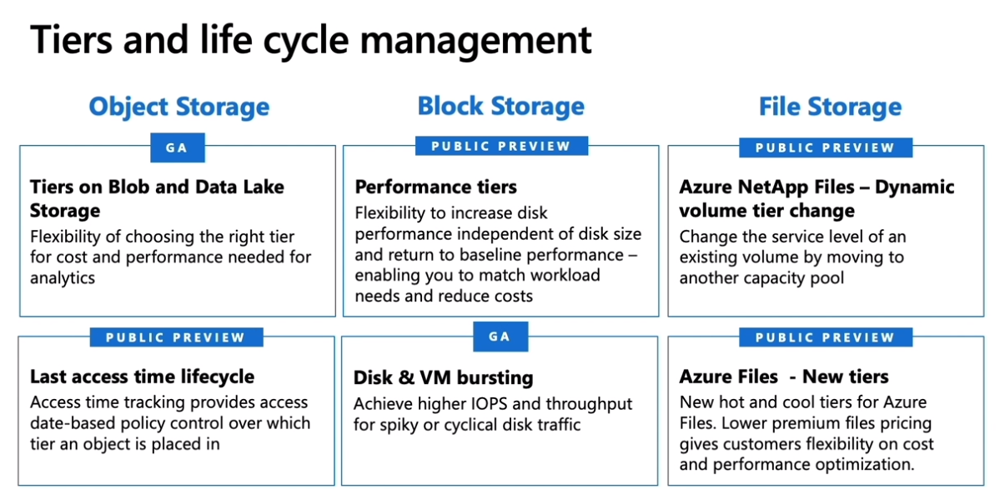 Tiers and life cycle management
Object Storage
GA
Tiers on Blob and Data Lake
Storage
Flexibility of choosing the right tier
for cost and performance needed for
analytics
PUBLIC PREVIEW
Last access time lifecycle
Access time tracking provides access
date-based policy control over which
tier an object is placed in
Block Storage
PUBLIC PREVIEW
Performance tiers
Flexibility to increase disk
performance independent of disk size
and return to baseline performance –
enabling you to match workload
needs and reduce costs
GA
Disk & VM bursting
Achieve higher IOPS and throughput
for spiky or cyclical disk traffic
File Storage
PUBLIC PREVIEW
Azure NetApp Files – Dynamic
volume tier change
Change the service level of an
existing volume by moving to
another capacity pool
PUBLIC PREVIEW
Azure Files - New tiers
New hot and cool tiers for Azure
Files. Lower premium files pricing
gives customers flexibility on cost
and performance optimization.